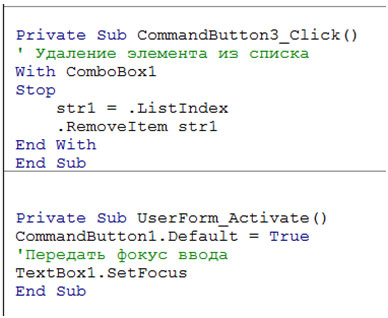 Private Sub CommandButton3_Click()
' Удаление элемента из списка
With ComboBox1
Stop
    str1 = .ListIndex
    .RemoveItem str1
End With
End Sub
Private Sub UserForm_Activate()
CommandButton1.Default = True
'Передать фокус ввода
TextBox1.SetFocus
End Sub